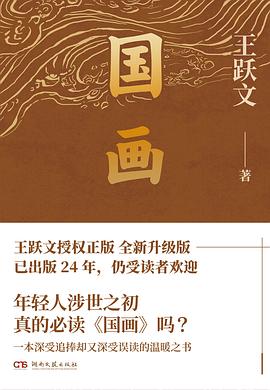 国画
王跃文
著
王跃文授权正版 全新升级版
已出版 24 年，仍受读者欢迎
年轻人涉世之初
真的必读《国画》吗？
一本深受追捧却又深受误读的温暖之书
湖南文艺出版社